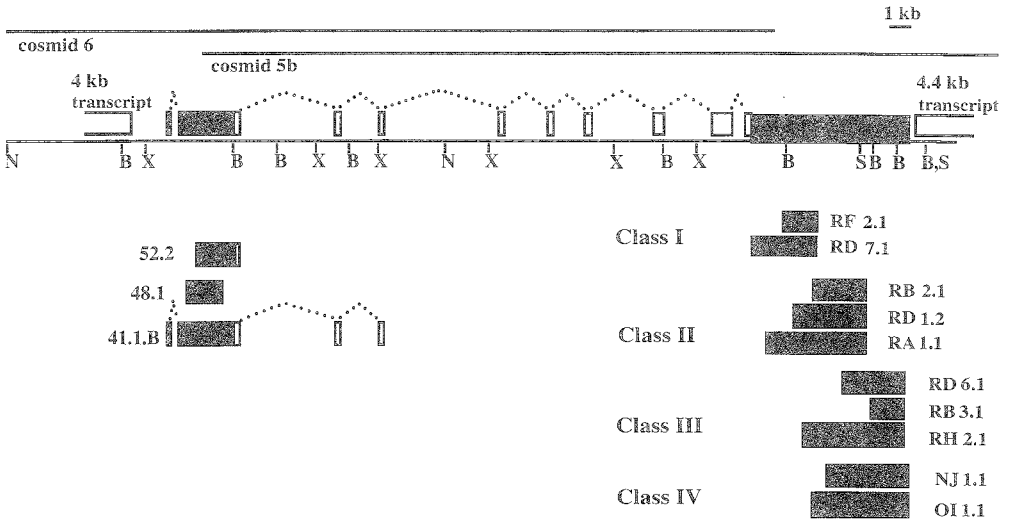 1 kb
cosmid 6
cosmid 5b
4 kb
transcript
4.4 kb
transcript
N B X B B X B X N X X B X B S B B B,S
Class I
RF 2.1
RD 7.1
52.2
48.1
41.1.B
Class II
RB 2.1
RD 1.2
RA 1.1
Class III
RD 6.1
RB 3.1
RH 2.1
Class IV
NJ 1.1
OI 1.1